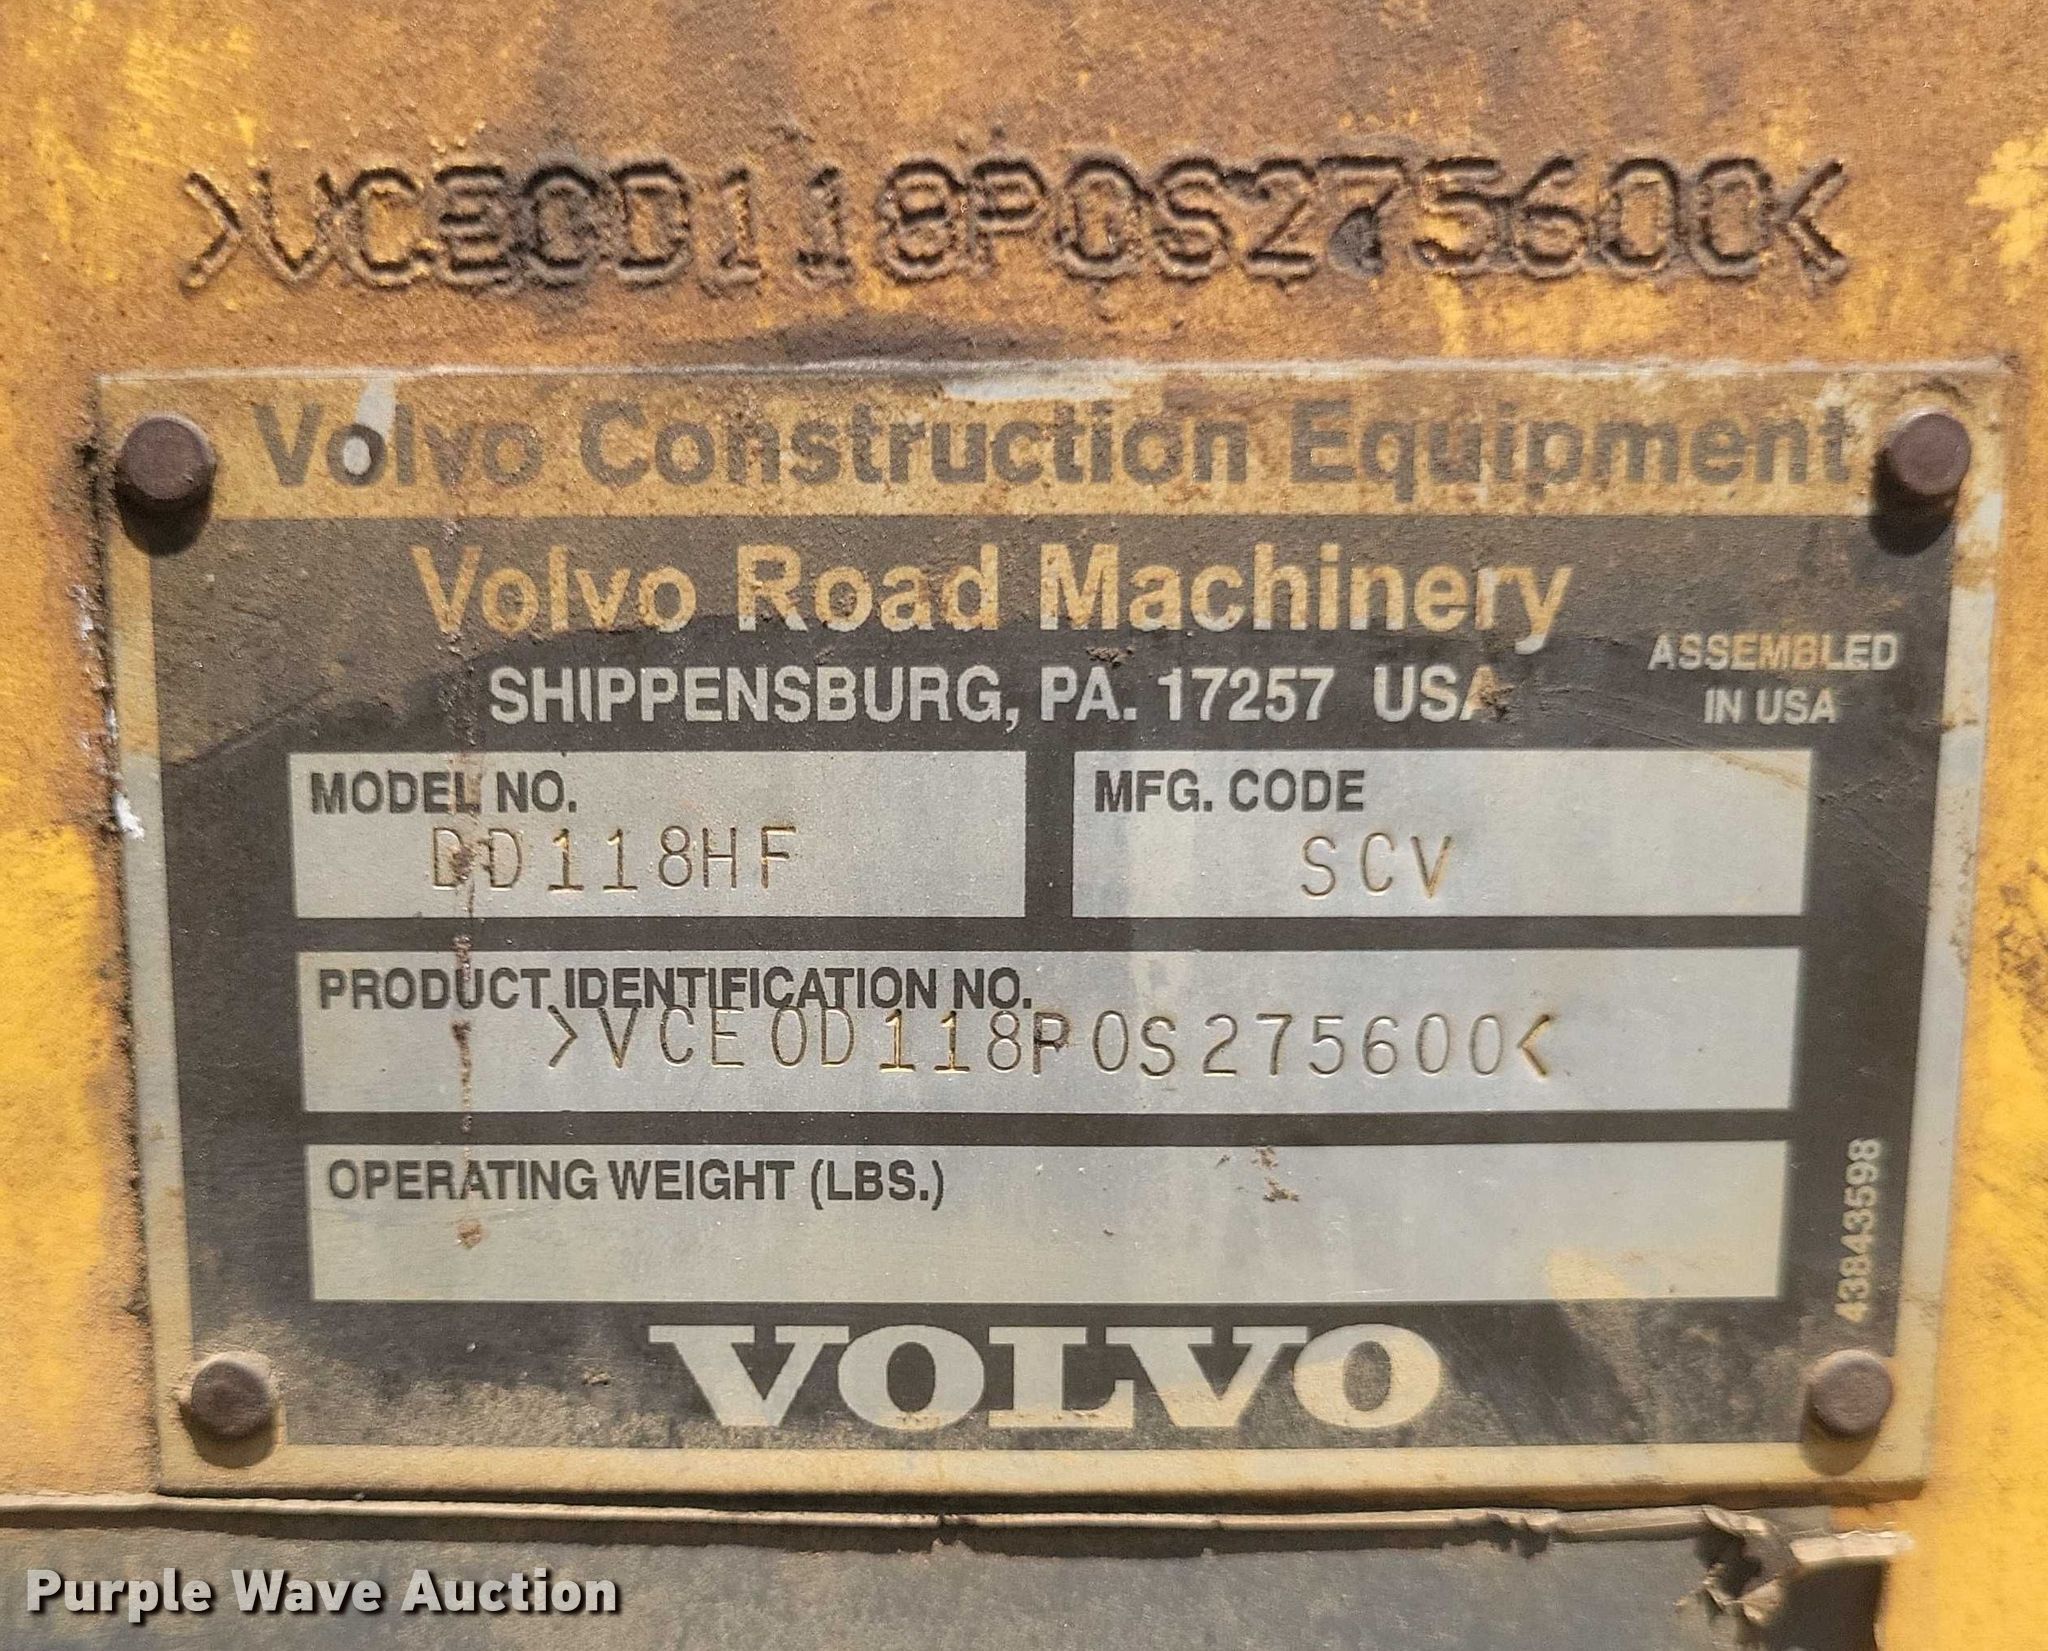 >VCE0D118P0S275600<
Volvo Construction Equipment
Volvo Road Machinery
SHIPPENSBURG, PA. 17257 USA
ASSEMBLED
IN USA
MODEL NO.
DD118HF
MFG. CODE
SCV
PRODUCT IDENTIFICATION NO.
>VCE0D118P0S275600<
OPERATING WEIGHT (LBS.)
43843598
VOLVO
Purple Wave Auction